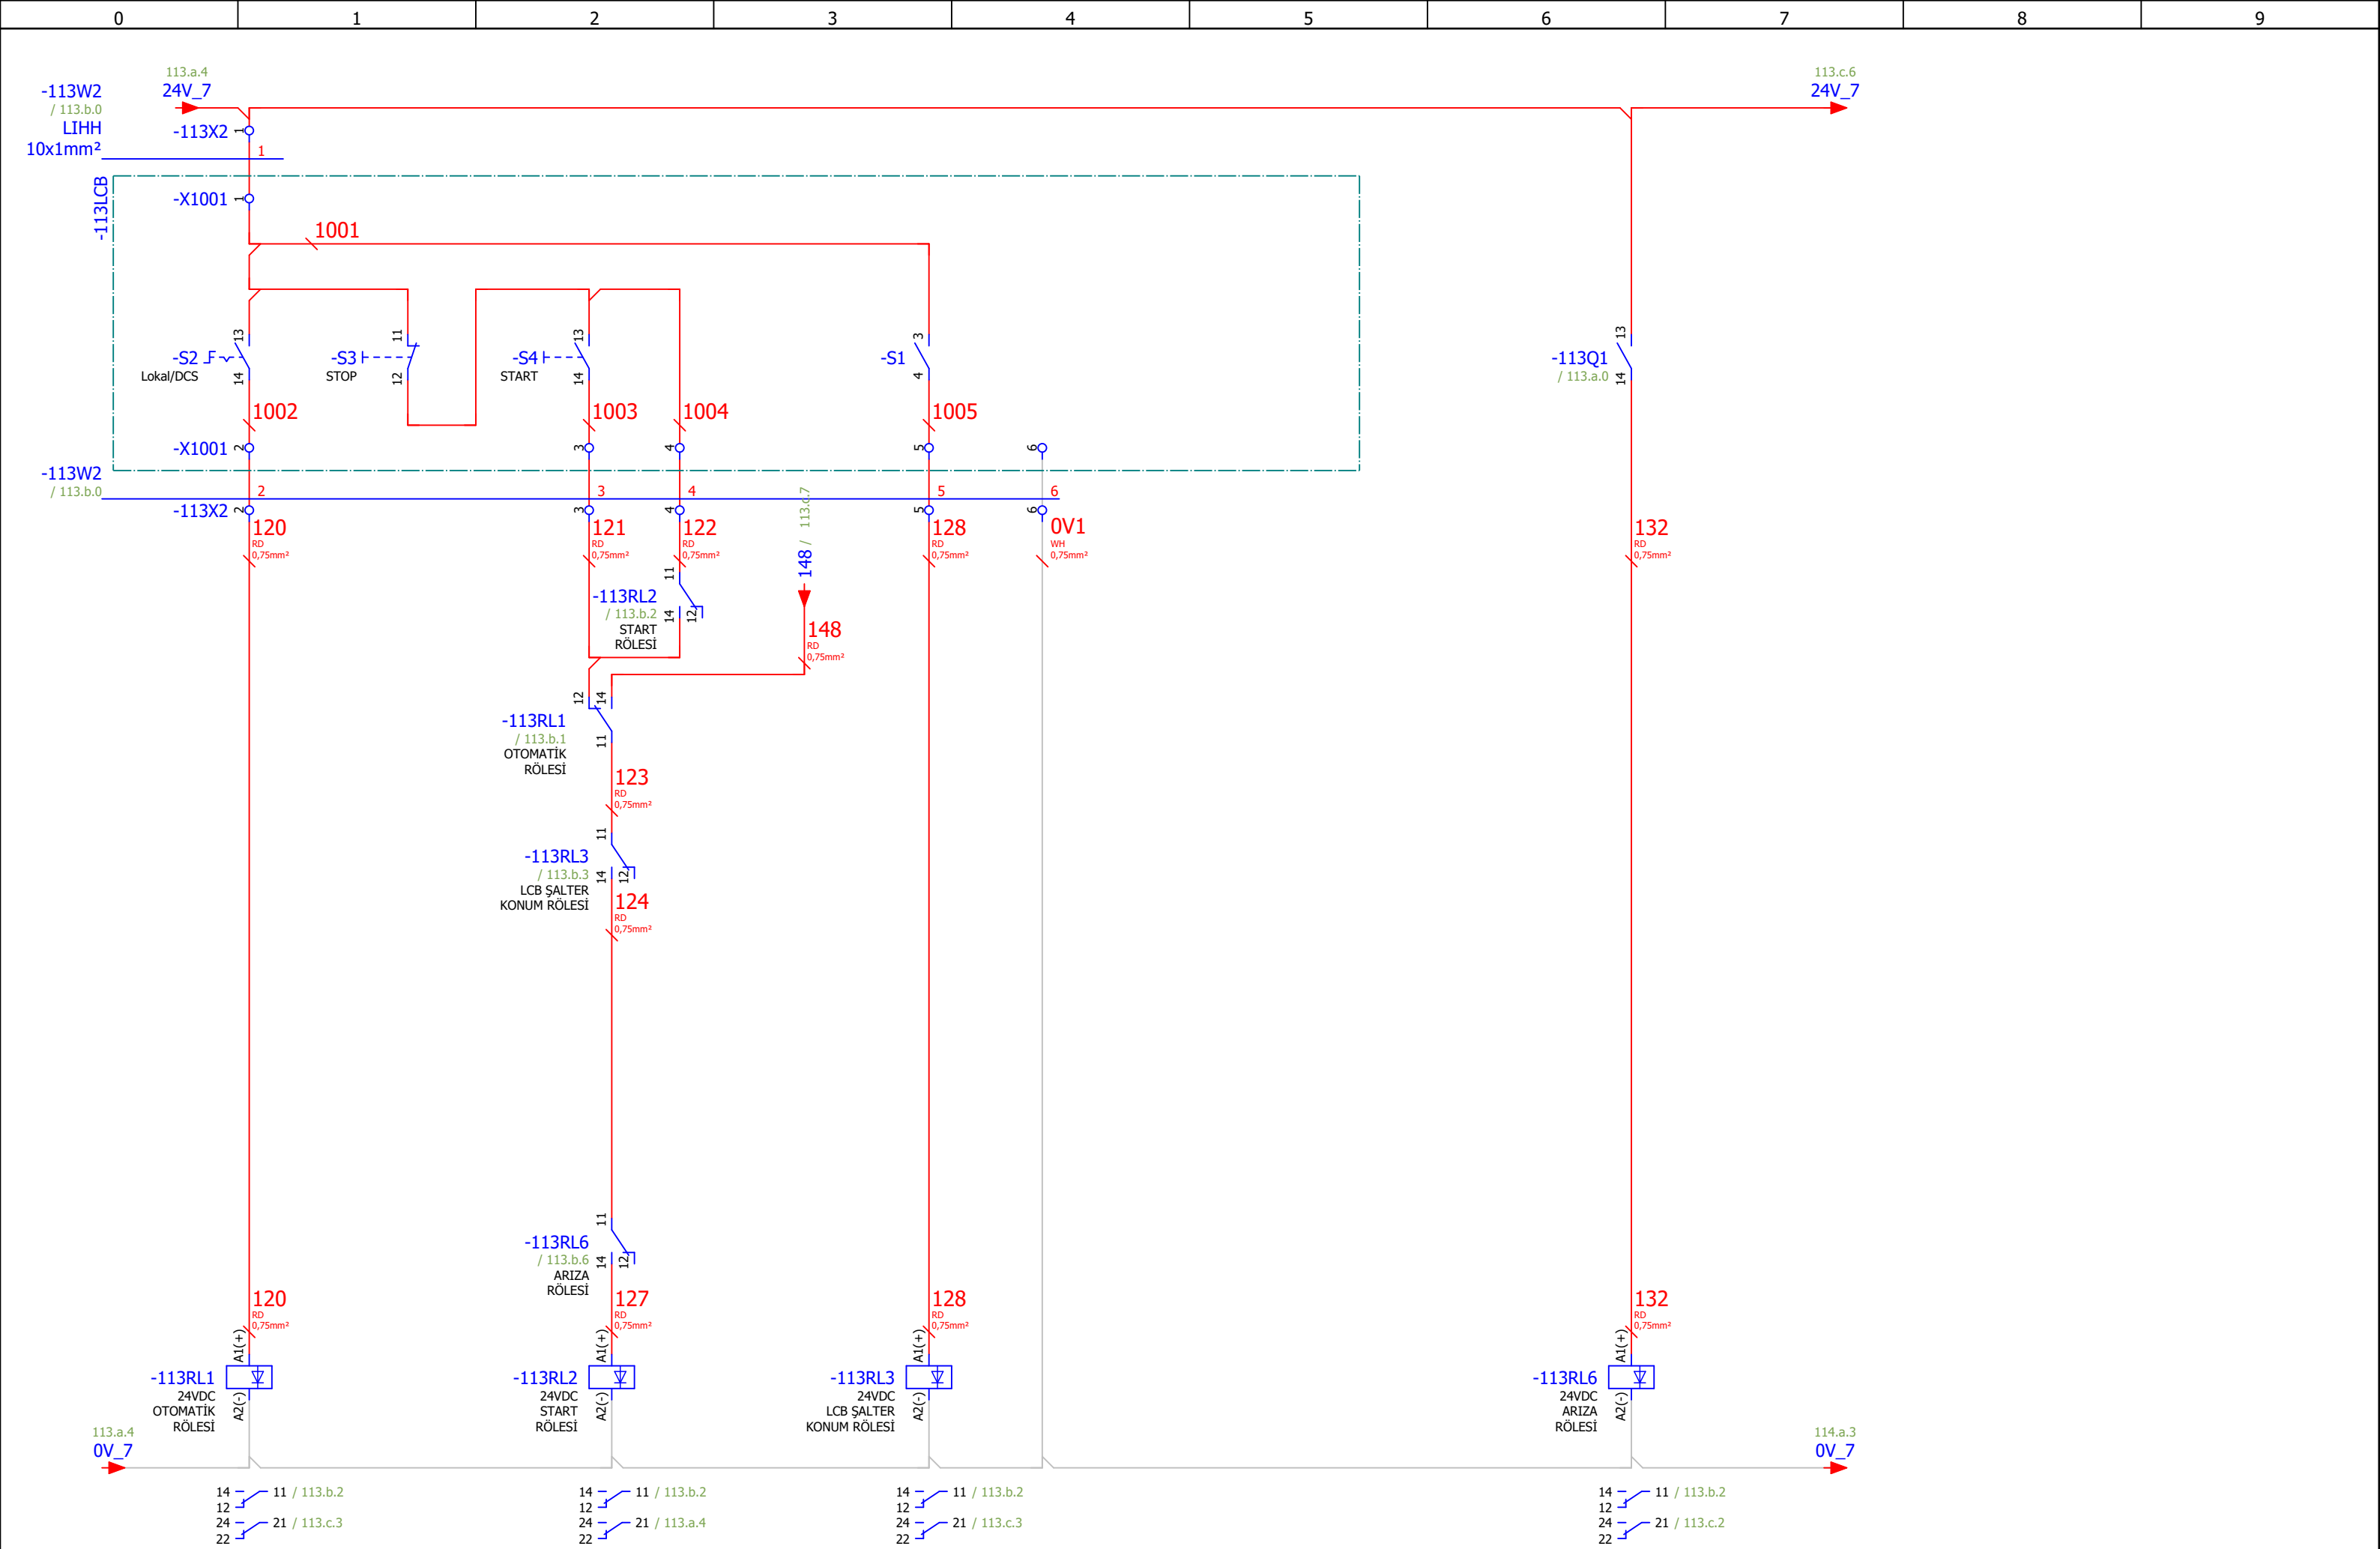 0 1 2 3 4 5 6 7 8 9
113.a.4
24V_7
113.c.6
24V_7
-113W2
/ 113.b.0
LIHH
10x1mm²
-113X2 1
1
-113LCB
-X1001 1
1001
-S2 13 14
Lokal/DCS
-S3 11 12
STOP
-S4 13 14
START
-S1 3 4
-113Q1 13 14
/ 113.a.0
1002
1003
1004
1005
-X1001 2 3 4 5 6
-113W2
/ 113.b.0
2 3 4 5 6
-113X2 2 3 4 5 6
120
RD
0,75mm²
121
RD
0,75mm²
122
RD
0,75mm²
148 / 113.c.7
128
RD
0,75mm²
0V1
WH
0,75mm²
132
RD
0,75mm²
-113RL2 11 14 12
/ 113.b.2
START
RÖLESİ
148
RD
0,75mm²
-113RL1 12 14 11
/ 113.b.1
OTOMATİK
RÖLESİ
123
RD
0,75mm²
-113RL3 11 14 12
/ 113.b.3
LCB ŞALTER
KONUM RÖLESİ
124
RD
0,75mm²
-113RL6 11 14 12
/ 113.b.6
ARIZA
RÖLESİ
120
RD
0,75mm²
127
RD
0,75mm²
128
RD
0,75mm²
132
RD
0,75mm²
-113RL1 A1(+) A2(-)
24VDC
OTOMATİK
RÖLESİ
-113RL2 A1(+) A2(-)
24VDC
START
RÖLESİ
-113RL3 A1(+) A2(-)
24VDC
LCB ŞALTER
KONUM RÖLESİ
-113RL6 A1(+) A2(-)
24VDC
ARIZA
RÖLESİ
113.a.4
0V_7
114.a.3
0V_7
14 11 / 113.b.2
12
24 21 / 113.c.3
22
14 11 / 113.b.2
12
24 21 / 113.a.4
22
14 11 / 113.b.2
12
24 21 / 113.c.3
22
14 11 / 113.b.2
12
24 21 / 113.c.2
22